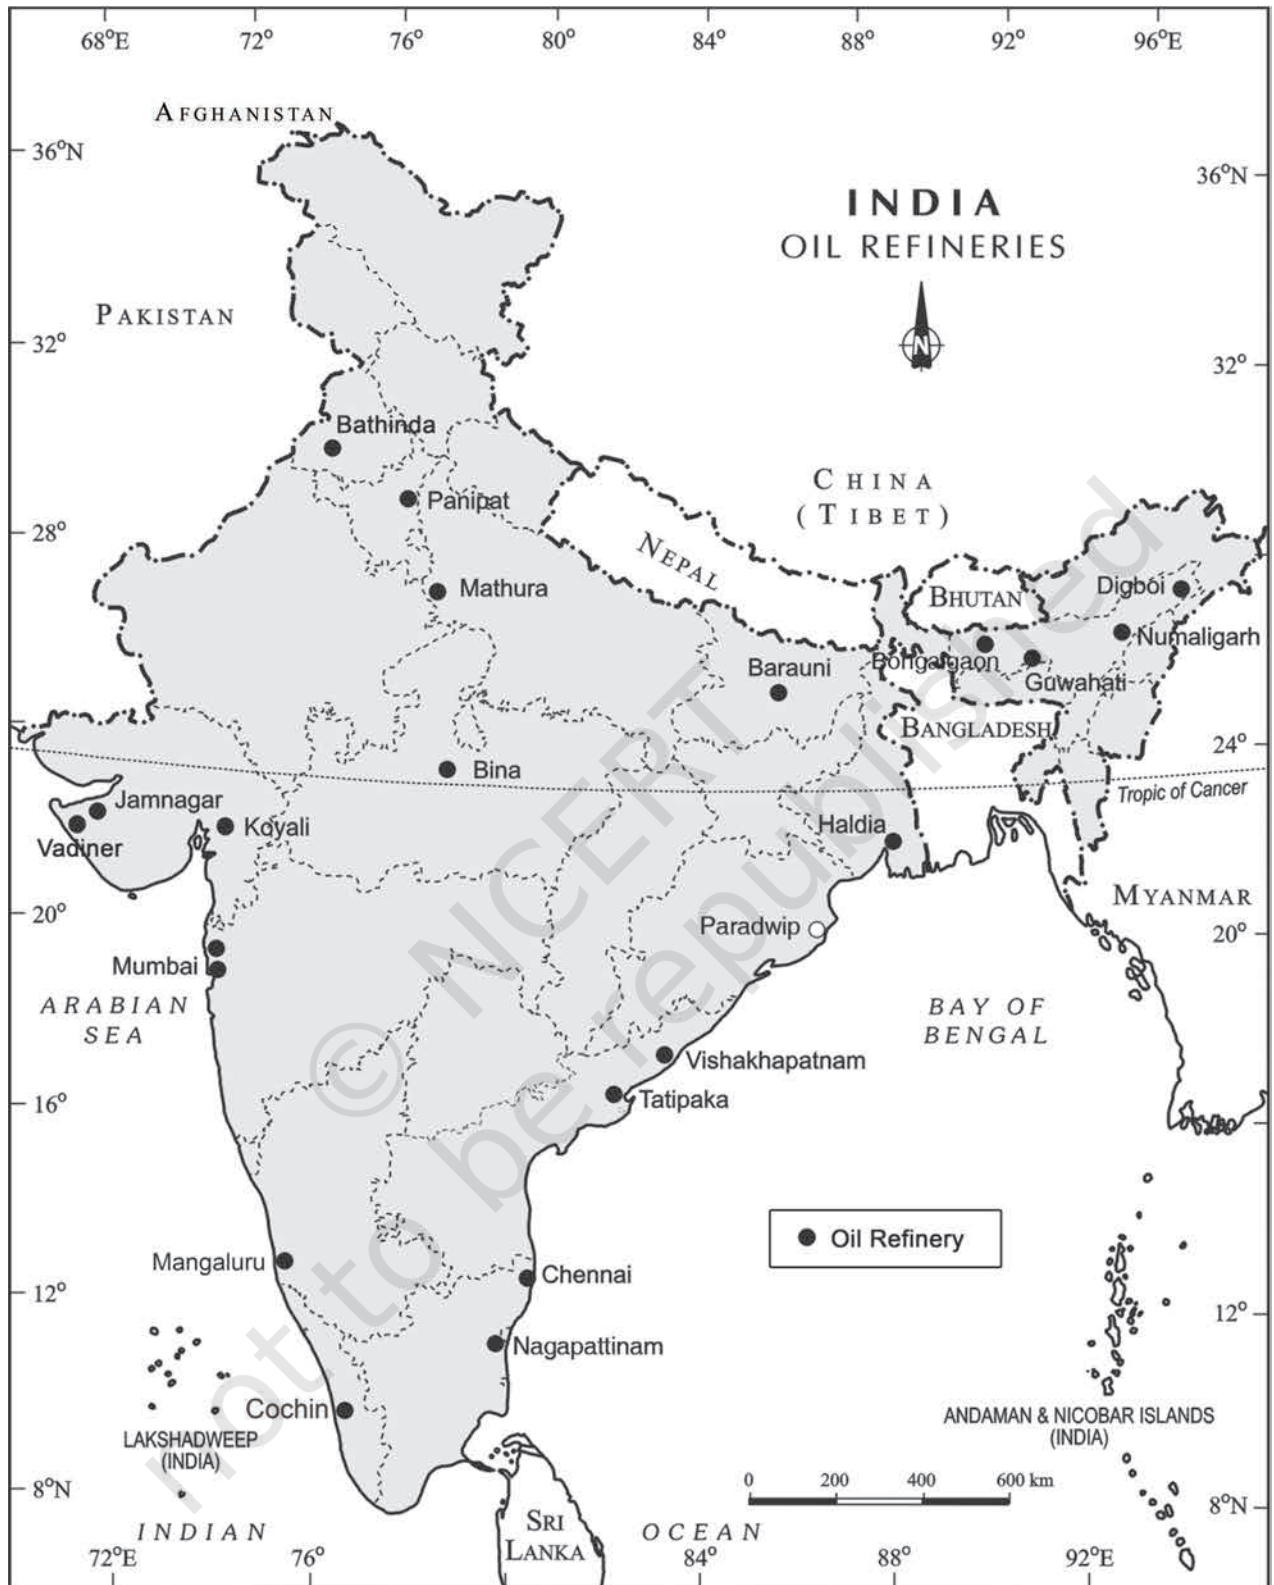 68°E 72° 76° 80° 84° 88° 92° 96°E
AFGHANISTAN
36°N
36°N
INDIA
OIL REFINERIES
PAKISTAN
N
32°
32°
Bathinda
CHINA
(TIBET)
Panipat
28°
NEPAL
Mathura
BHUTAN
Digboi
Numaligarh
Barauni
Bongaigaon
Guwahati
BANGLADESH
24°
Bina
Tropic of Cancer
Jamnagar
Koyali
Vadiner
Haldia
MYANMAR
20°
Paradwip
20°
Mumbai
ARABIAN
SEA
BAY OF
BENGAL
Vishakhapatnam
Tatipaka
16°
Oil Refinery
Mangaluru
Chennai
12°
12°
Nagapattinam
Cochin
LAKSHADWEEP
(INDIA)
ANDAMAN & NICOBAR ISLANDS
(INDIA)
0 200 400 600 km
8°N
8°N
SRI
LANKA
INDIAN OCEAN
72°E 76° 84° 88° 92°E
© NCERT
not to be republished